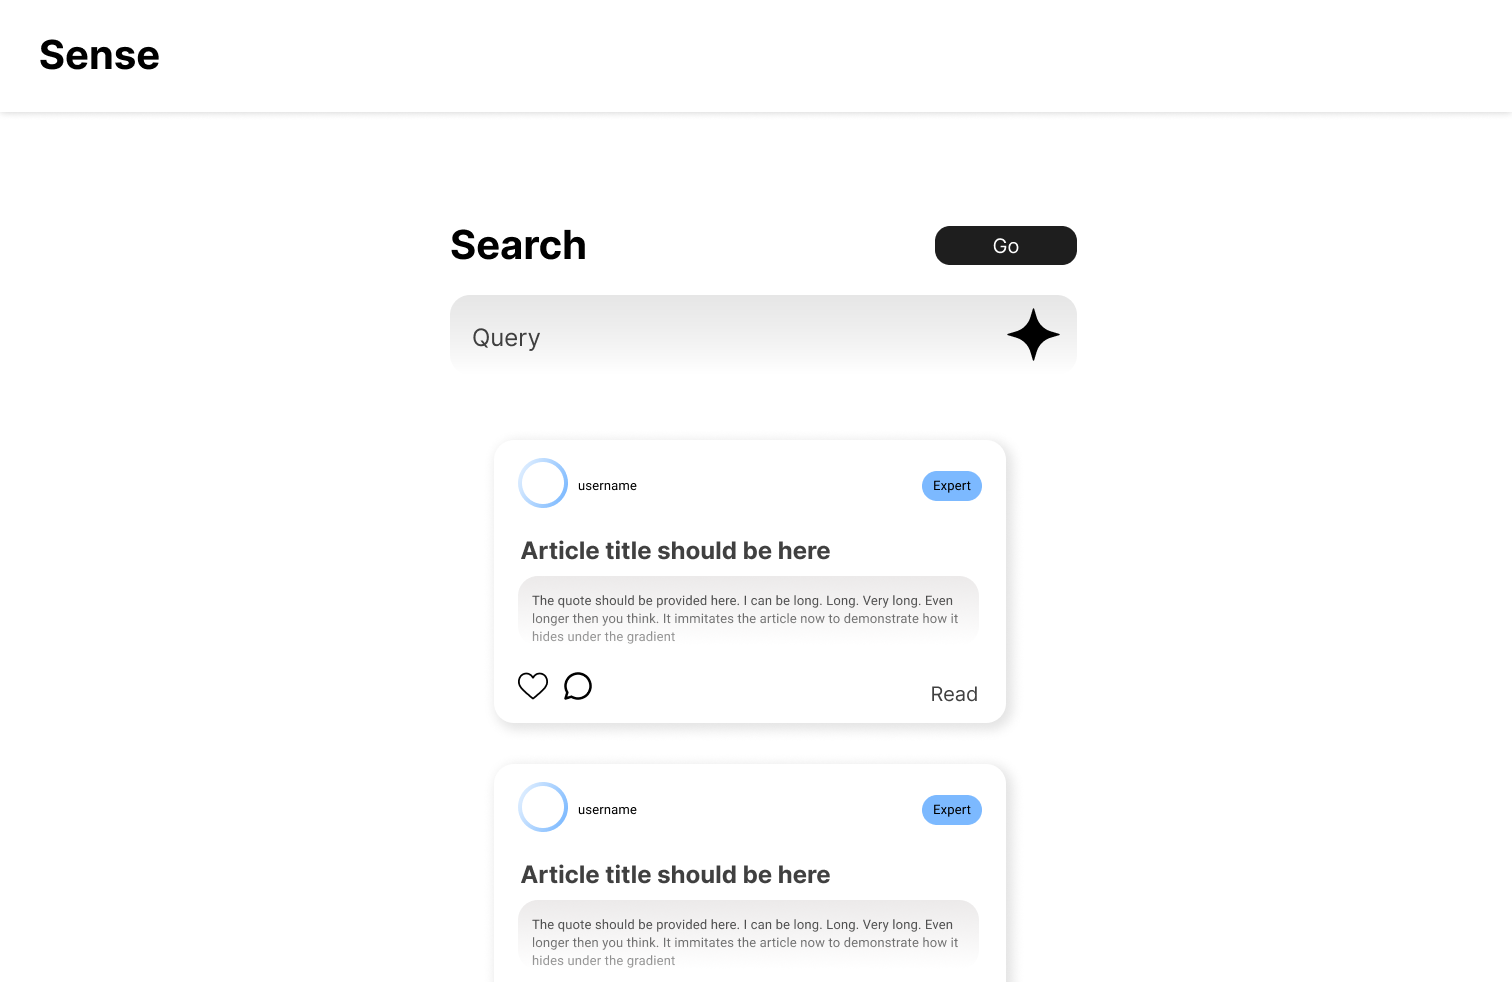 Sense
Search
Go
Query
username
Expert
Article title should be here
The quote should be provided here. I can be long. Long. Very long. Even
longer then you think. It immitates the article now to demonstrate how it
hides under the gradient
Read
username
Expert
Article title should be here
The quote should be provided here. I can be long. Long. Very long. Even
longer then you think. It immitates the article now to demonstrate how it
hides under the gradient